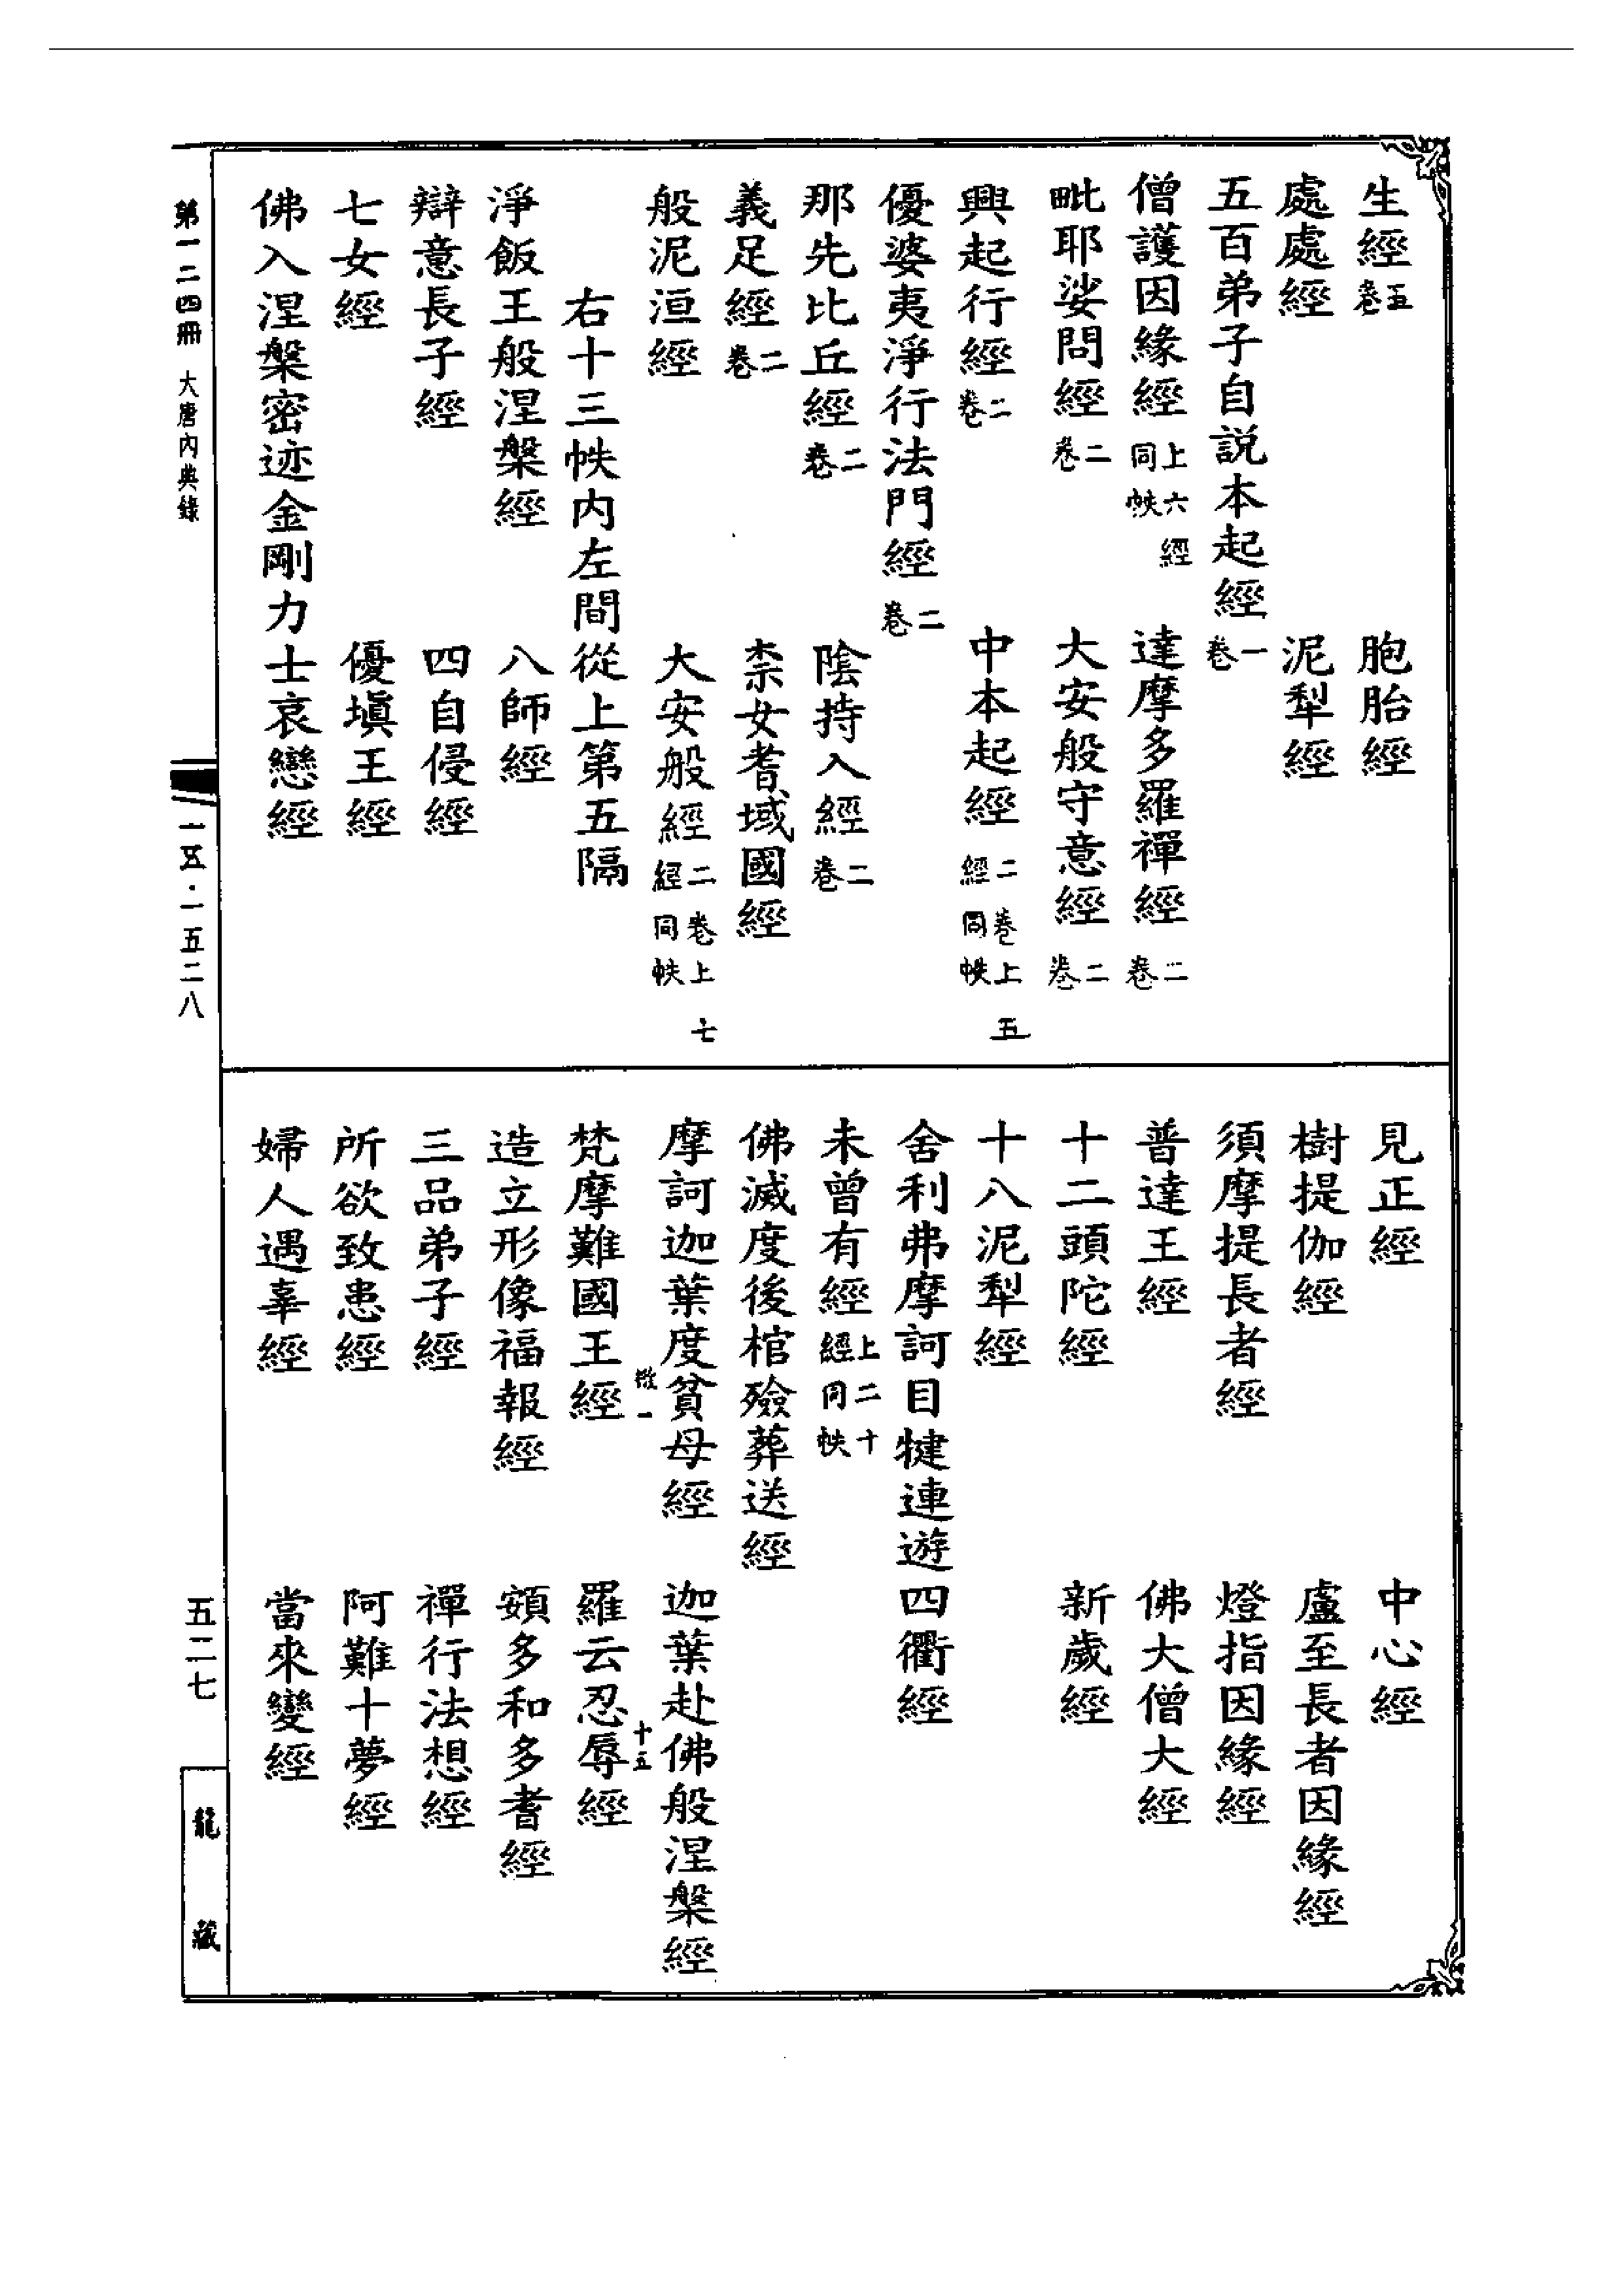 生經五卷　胞胎經
處處經　泥犁經
五百弟子自說本起經一卷
僧護因緣經上六經同帙　達摩多羅禪經二卷
毗耶娑問經二卷　大安般守意經二卷
興起行經二卷　中本起經二卷上五經同帙
優婆夷淨行法門經二卷
那先比丘經二卷　陰持入經二卷
義足經二卷　柰女耆域國經
般泥洹經　大安般經二卷上七經同帙
右十三帙內左間從上第五隔
淨飯王般涅槃經　八師經
辯意長子經　四自侵經
七女經　優填王經
佛入涅槃密迹金剛力士哀戀經
見正經　中心經
樹提伽經　盧至長者因緣經
須摩提長者經　燈指因緣經
普達王經　佛大僧大經
十二頭陀經　新歲經
十八泥犁經
舍利弗摩訶目揵連遊四衢經
未曾有經上二十經同帙
佛滅度後棺殮葬送經
摩訶迦葉度貧母經　迦葉赴佛般涅槃經
十五
梵摩難國王經　羅云忍辱經
造立形像福報經　頞多和多耆經
三品弟子經　禪行法想經
所欲致患經　阿難十夢經
婦人遇辜經　當來變經
第一二四冊　大唐內典錄
一五·一五二八
五二七
龍藏